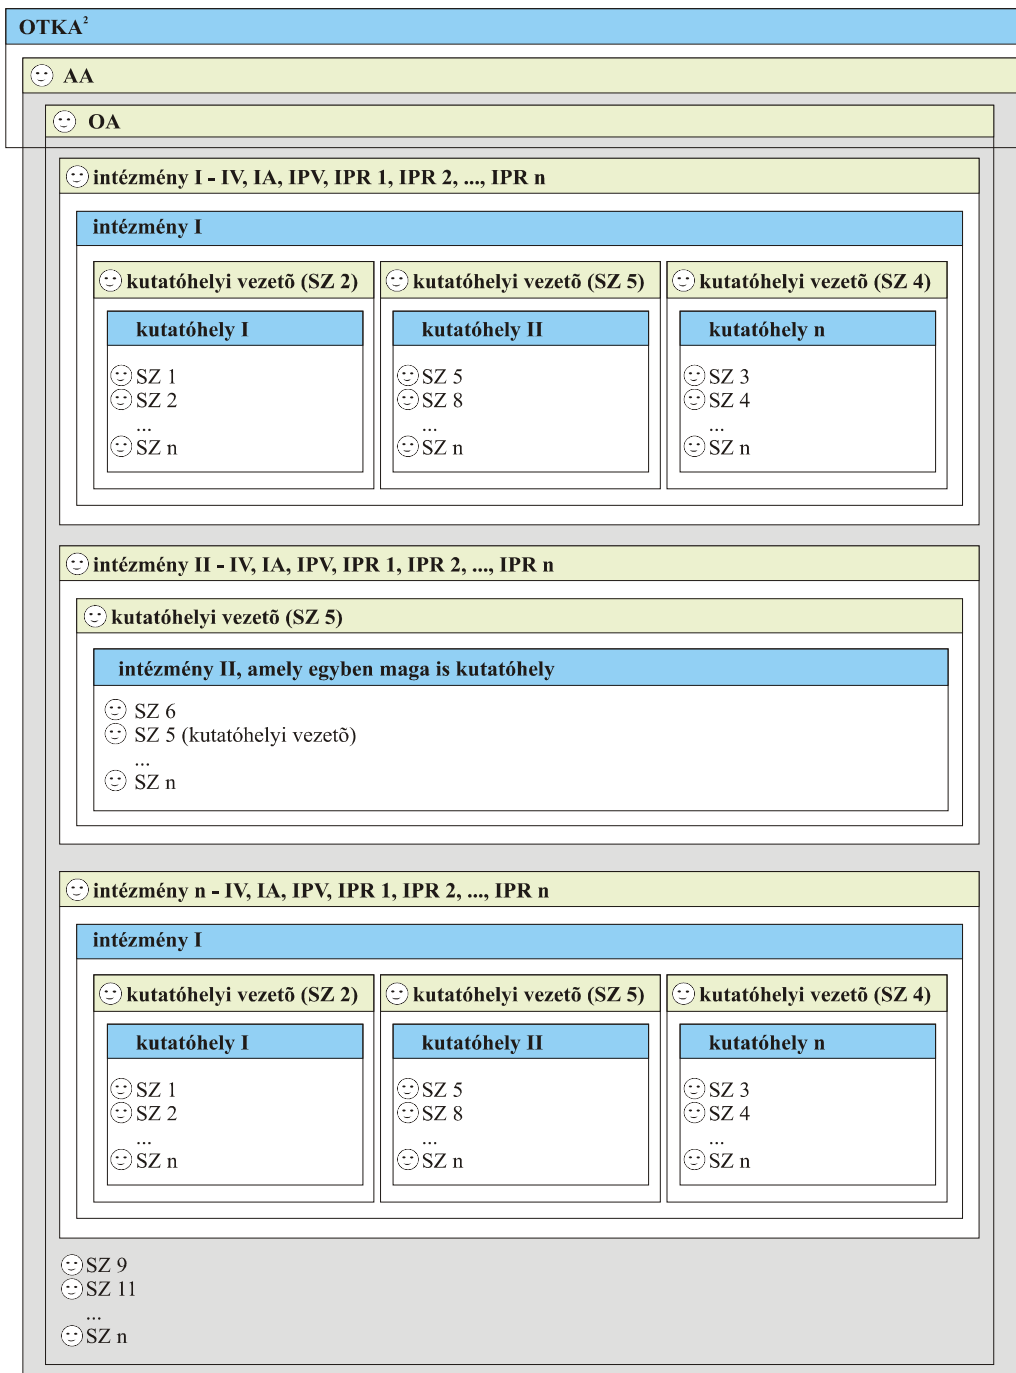 OTKA²
AA
OA
intézmény I - IV, IA, IPV, IPR 1, IPR 2, ..., IPR n
intézmény I
kutatóhelyi vezetõ (SZ 2)
kutatóhely I
SZ 1
SZ 2
...
SZ n
kutatóhelyi vezetõ (SZ 5)
kutatóhely II
SZ 5
SZ 8
...
SZ n
kutatóhelyi vezetõ (SZ 4)
kutatóhely n
SZ 3
SZ 4
...
SZ n
intézmény II - IV, IA, IPV, IPR 1, IPR 2, ..., IPR n
kutatóhelyi vezetõ (SZ 5)
intézmény II, amely egyben maga is kutatóhely
SZ 6
SZ 5 (kutatóhelyi vezetõ)
...
SZ n
intézmény n - IV, IA, IPV, IPR 1, IPR 2, ..., IPR n
intézmény I
kutatóhelyi vezetõ (SZ 2)
kutatóhely I
SZ 1
SZ 2
...
SZ n
kutatóhelyi vezetõ (SZ 5)
kutatóhely II
SZ 5
SZ 8
...
SZ n
kutatóhelyi vezetõ (SZ 4)
kutatóhely n
SZ 3
SZ 4
...
SZ n
SZ 9
SZ 11
...
SZ n